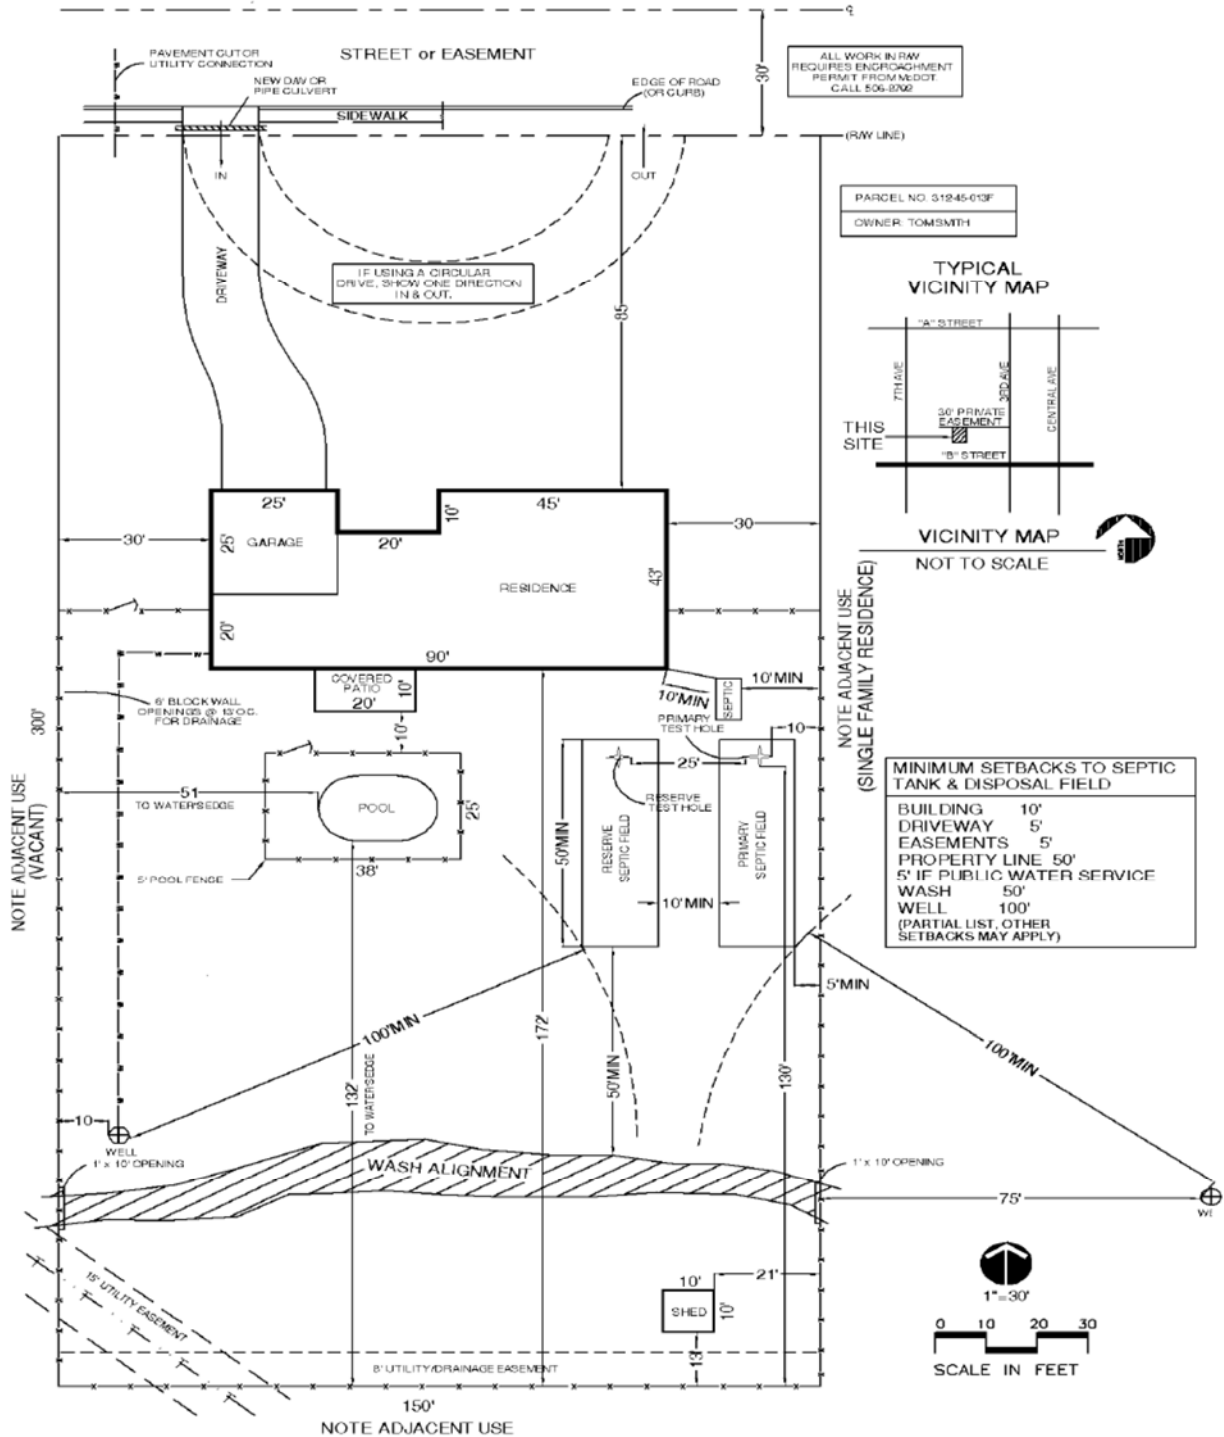 PAVEMENT CUT OR
UTILITY CONNECTION
STREET or EASEMENT
NEW D/W OR
PIPE CULVERT
EDGE OF ROAD
(OR CURB)
30'
ALL WORK IN R/W
REQUIRES ENCROACHMENT
PERMIT FROM McDOT.
CALL 506-8798
SIDEWALK
(R/W LINE)
IN
OUT
PARCEL NO. 312-45-013F
OWNER: TOM SMITH
DRIVEWAY
IF USING A CIRCULAR
DRIVE, SHOW ONE DIRECTION
IN & OUT.
85'
TYPICAL
VICINITY MAP
"A" STREET
7TH AVE
3RD AVE
CENTRAL AVE
30' PRIVATE
EASEMENT
THIS
SITE
"B" STREET
VICINITY MAP
NOT TO SCALE
NORTH
25'
10'
45'
30'
25'
GARAGE
20'
30
RESIDENCE
43'
20'
90'
NOTE ADJACENT USE
(SINGLE FAMILY RESIDENCE)
COVERED
PATIO
20'
10'
10'MIN
SEPTIC
10'MIN
6' BLOCK WALL
OPENINGS @ 13' O.C.
FOR DRAINAGE
300'
10'
PRIMARY
TEST HOLE
10
25'
51
TO WATERSEDGE
POOL
25'
38'
5' POOL FENCE
RESERVE
TEST HOLE
50'MIN
RESERVE
SEPTIC FIELD
PRIMARY
SEPTIC FIELD
10'MIN
NOTE ADJACENT USE
(VACANT)
MINIMUM SETBACKS TO SEPTIC
TANK & DISPOSAL FIELD
BUILDING 10'
DRIVEWAY 5'
EASEMENTS 5'
PROPERTY LINE 50'
5' IF PUBLIC WATER SERVICE
WASH 50'
WELL 100'
(PARTIAL LIST, OTHER
SETBACKS MAY APPLY)
5'MIN
100'MIN
100'MIN
172'
50'MIN
130'
132'
TO WATERSEDGE
10
WELL
1' x 10' OPENING
WASH ALIGNMENT
1' x 10' OPENING
75'
WE
15' UTILITY EASEMENT
10'
21'
SHED
10'
13'
8' UTILITY/DRAINAGE EASEMENT
1"=30'
0 10 20 30
SCALE IN FEET
150'
NOTE ADJACENT USE